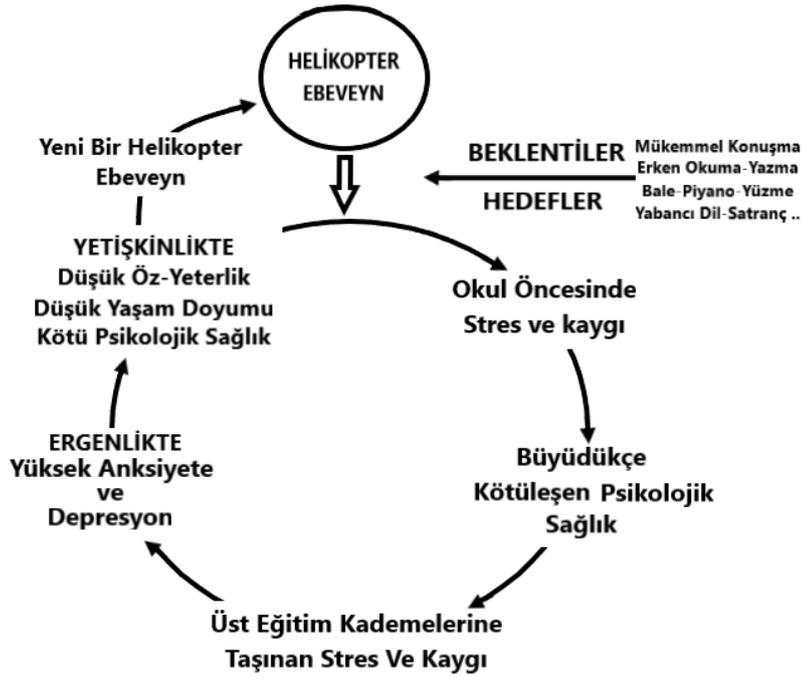 HELİKOPTER
EBEVEYN
BEKLENTİLER
HEDEFLER
Mükemmel Konuşma
Erken Okuma-Yazma
Bale-Piyano-Yüzme
Yabancı Dil-Satranç ..
Okul Öncesinde
Stres ve kaygı
Büyüdükçe
Kötüleşen Psikolojik
Sağlık
Üst Eğitim Kademelerine
Taşınan Stres Ve Kaygı
ERGENLİKTE
Yüksek Anksiyete
ve
Depresyon
YETİŞKİNLİKTE
Düşük Öz-Yeterlik
Düşük Yaşam Doyumu
Kötü Psikolojik Sağlık
Yeni Bir Helikopter
Ebeveyn